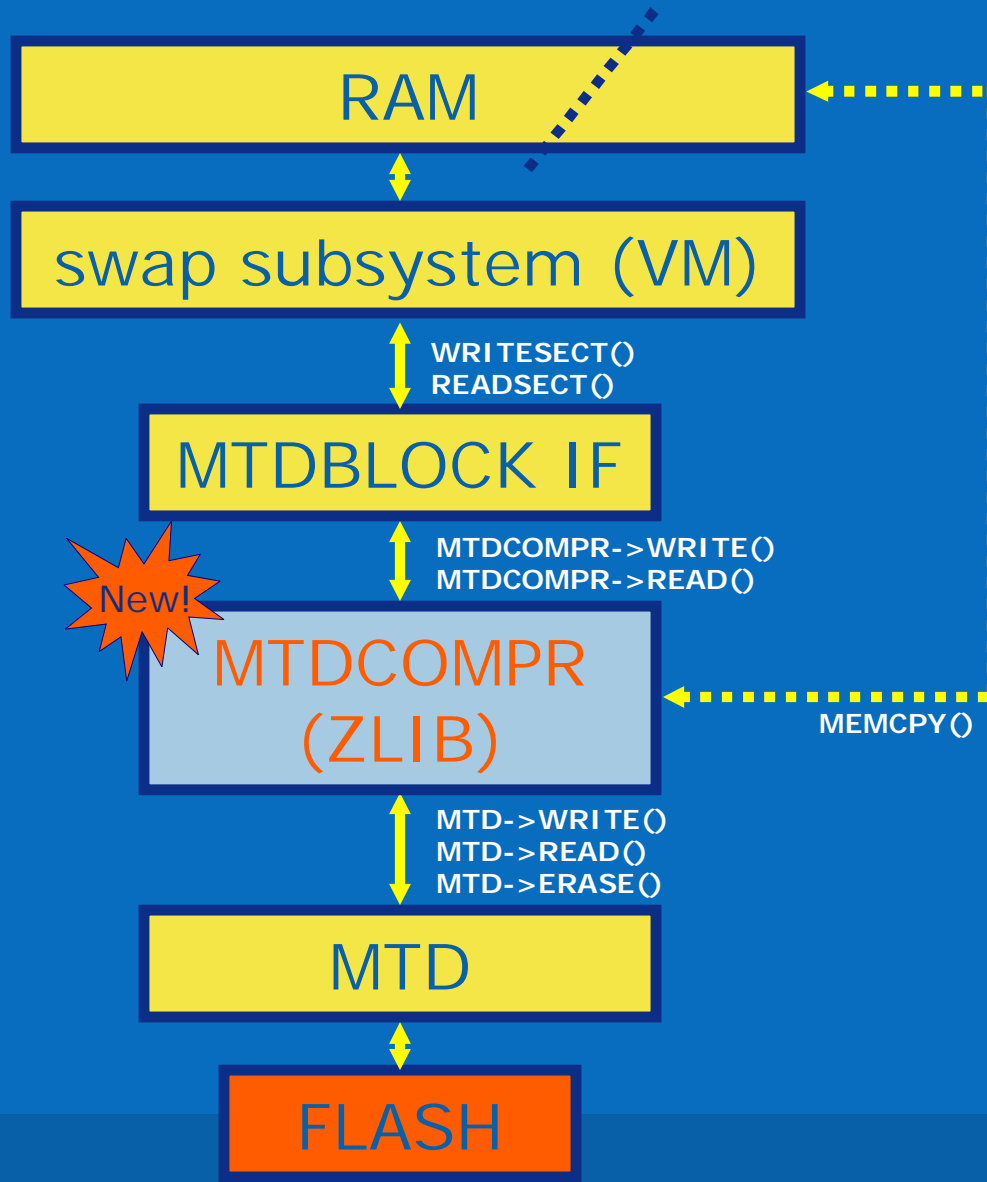 RAM
swap subsystem (VM)
WRITESECT()
READSECT()
MTDBLOCK IF
MTDCOMPR->WRITE()
MTDCOMPR->READ()
New!
MTDCOMPR
(ZLIB)
MEMCPY()
MTD->WRITE()
MTD->READ()
MTD->ERASE()
MTD
FLASH